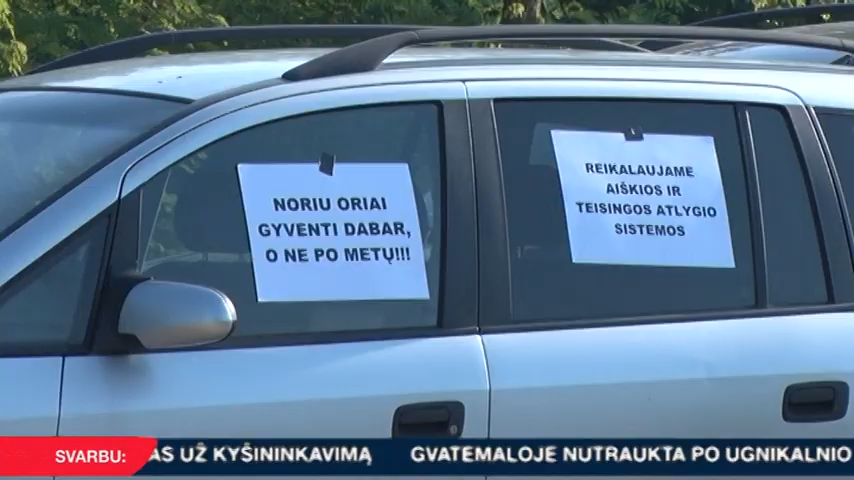 NORIU ORIAI
GYVENTI DABAR,
O NE PO METŲ!!!
REIKALAUJAME
AIŠKIOS IR
TEISINGOS ATLYGIO
SISTEMOS
SVARBU: AS UŽ KYŠININKAVIMĄ GVATEMALOJE NUTRAUKTA PO UGNIKALNIO